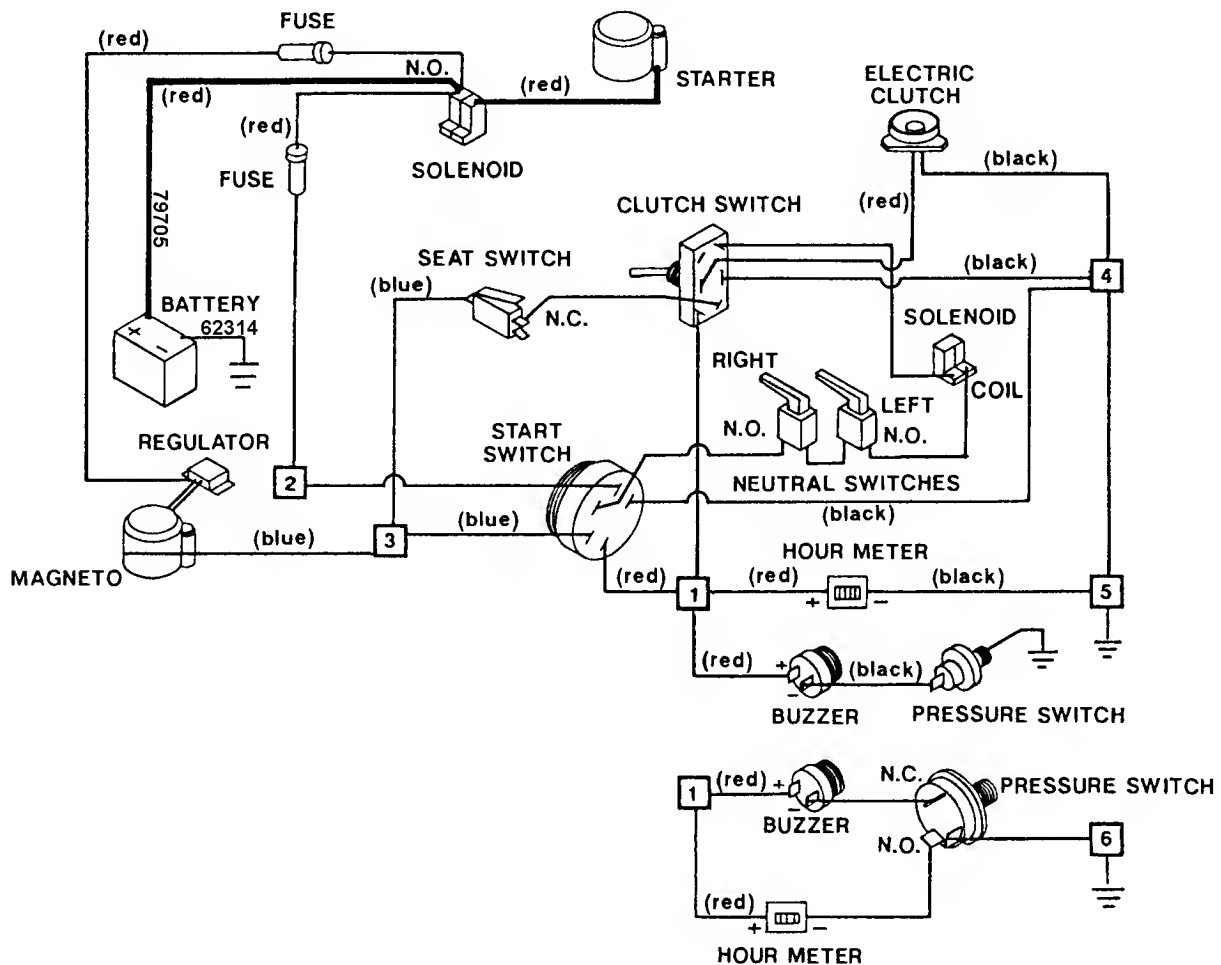 FUSE
(red)
N.O.
(red)
(red)
STARTER
ELECTRIC
CLUTCH
(red)
FUSE
SOLENOID
(black)
(red)
79705
CLUTCH SWITCH
SEAT SWITCH
(blue)
(black)
4
BATTERY
62314
+
-
N.C.
SOLENOID
COIL
RIGHT
LEFT
N.O.
N.O.
REGULATOR
START
SWITCH
2
NEUTRAL SWITCHES
(black)
(blue)
(blue)
3
MAGNETO
HOUR METER
(red)
1
(red)
+
-
(black)
5
(red)
+
-
(black)
BUZZER
PRESSURE SWITCH
1
(red)
+
-
N.C.
PRESSURE SWITCH
BUZZER
N.O.
6
(red)
+
-
HOUR METER